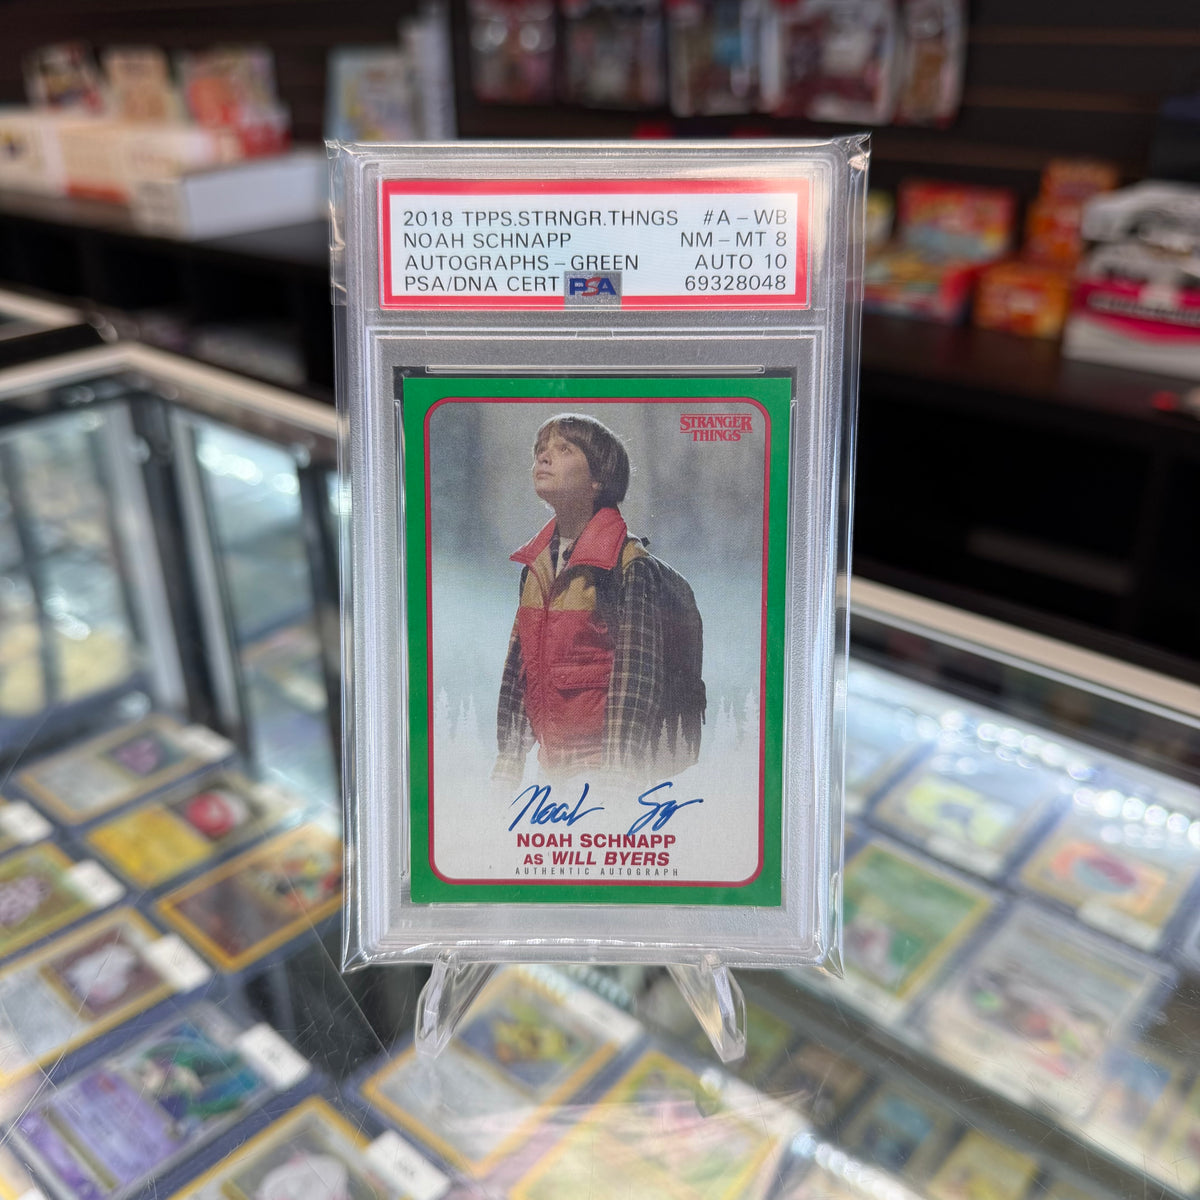 2018 TPPS.STRNGR.THNGS #A-WB
NOAH SCHNAPP NM-MT 8
AUTOGRAPHS-GREEN AUTO 10
PSA/DNA CERT PSA 69328048
STRANGER
THINGS
Noah
NOAH SCHNAPP
AS WILL BYERS
AUTHENTIC AUTOGRAPH